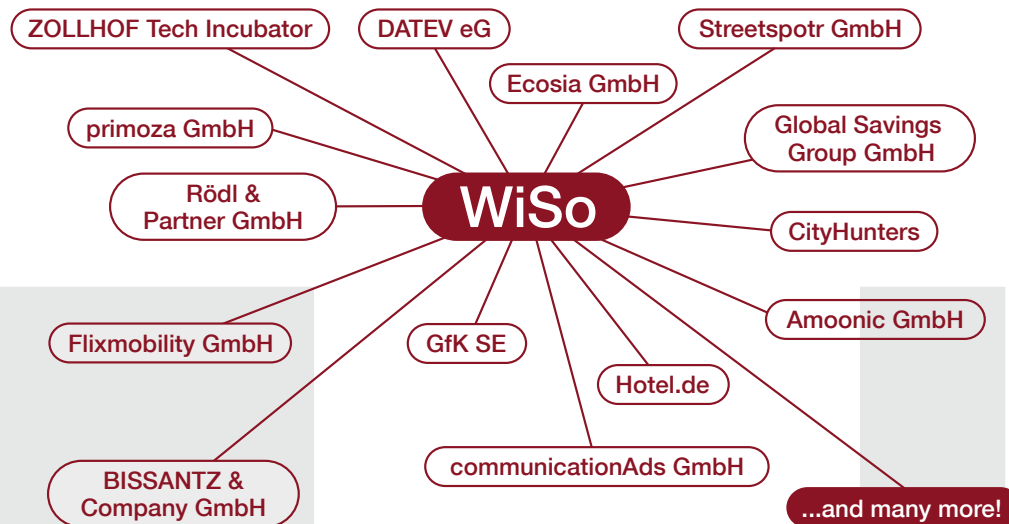 ZOLLHOF Tech Incubator
DATEV eG
Streetspotr GmbH
Ecosia GmbH
primoza GmbH
Global Savings
Group GmbH
Rödl &
Partner GmbH
WiSo
CityHunters
Flixmobility GmbH
GfK SE
Amoonic GmbH
Hotel.de
BISSANTZ &
Company GmbH
communicationAds GmbH
...and many more!